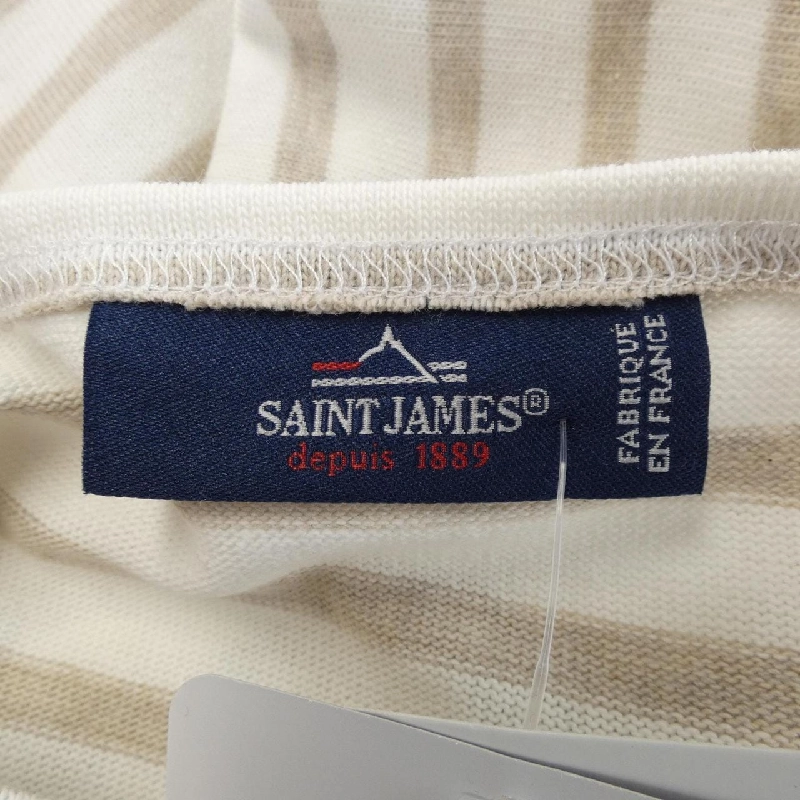 SAINT JAMES®
depuis 1889
FABRIQUÉ
EN FRANCE